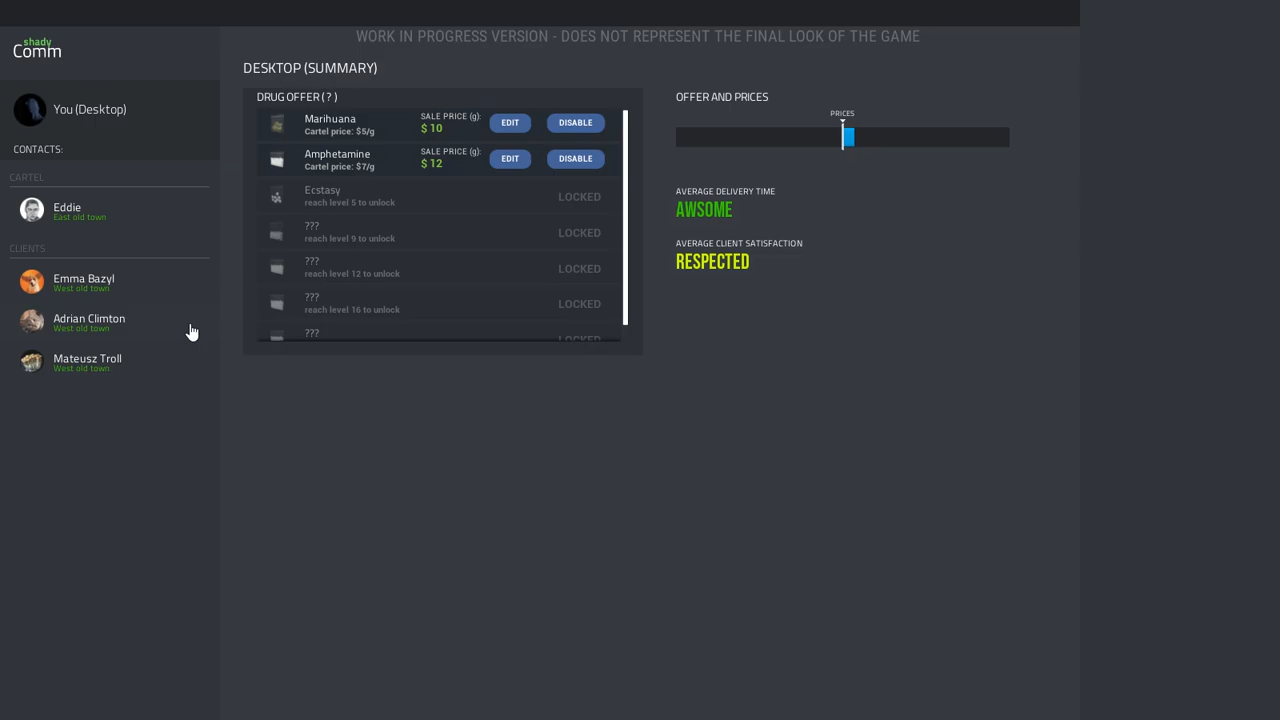 WORK IN PROGRESS VERSION - DOES NOT REPRESENT THE FINAL LOOK OF THE GAME
shady
Comm
You (Desktop)
CONTACTS:
CARTEL
Eddie
East old town
CLIENTS
Emma Bazyl
West old town
Adrian Climton
West old town
Mateusz Troll
West old town
DESKTOP (SUMMARY)
DRUG OFFER ( ? )
Marihuana
Cartel price: $5/g
SALE PRICE (g):
$ 10
EDIT
DISABLE
Amphetamine
Cartel price: $7/g
SALE PRICE (g):
$ 12
EDIT
DISABLE
Ecstasy
reach level 5 to unlock
LOCKED
???
reach level 9 to unlock
LOCKED
???
reach level 12 to unlock
LOCKED
???
reach level 16 to unlock
LOCKED
???
LOCKED
OFFER AND PRICES
PRICES
AVERAGE DELIVERY TIME
AWSOME
AVERAGE CLIENT SATISFACTION
RESPECTED